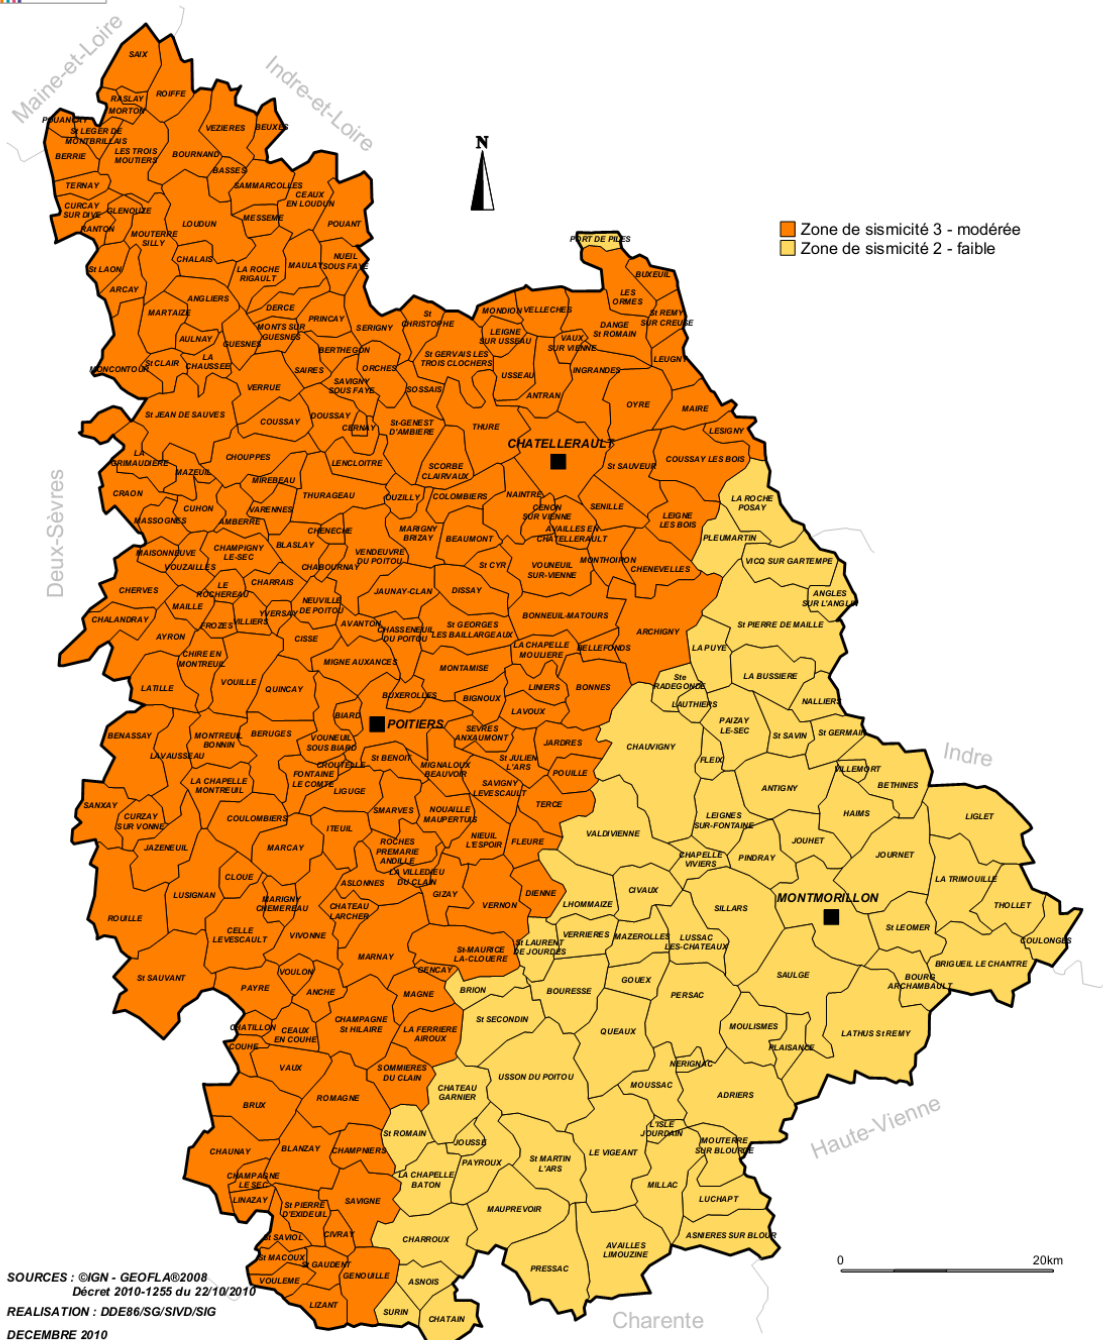 Maine-et-Loire
Indre-et-Loire
N
Zone de sismicité 3 - modérée
Zone de sismicité 2 - faible
SAIX
ROIFFE
RASLAY
MORTON
POUANCAY
St LEGER DE
MONTBRILLAIS
VEZIERES
BEUXES
BERRIE
LES TROIS
MOUTIERS
BOURNAND
BASSES
TERNAY
SAMMARCOLLES
CEAUX
EN LOUDUN
CURCAY
SUR DIVE
GLENOUZE
RANTON
MOUTERRE
SILLY
LOUDUN
MESSEME
POUANT
PORT DE PILES
St LAON
CHALAIS
LA ROCHE
RIGAULT
MAULAY
NUEIL
SOUS FAYE
BUXEUIL
ARCAY
ANGLIERS
LES
ORMES
MARTAIZE
DERCE
PRINCAY
SERIGNY
St
CHRISTOPHE
MONDION
VELLECHES
DANGE
St ROMAIN
St REMY
SUR CREUSE
MONTS SUR
GUESNES
AULNAY
GUESNES
BERTHEGON
LEIGNE
SUR USSEAU
VAUX
SUR VIENNE
LEUGNY
MONCONTOUR
St CLAIR
LA
CHAUSSEE
SAIRES
ORCHES
St GERVAIS LES
TROIS CLOCHERS
USSEAU
INGRANDES
VERRUE
SAVIGNY
SOUS FAYE
SOSSAIS
ANTRAN
OYRE
MAIRE
St JEAN DE SAUVES
COUSSAY
DOUSSAY
CERNAY
St-GENEST
D'AMBIERE
THURE
CHATELLERAULT
LESIGNY
LA
GRIMAUDIERE
MAZEUIL
CHOUPPES
MIREBEAU
LENCLOITRE
SCORBE
CLAIRVAUX
St SAUVEUR
COUSSAY LES BOIS
CRAON
CUHON
VARENNES
THURAGEAU
OUZILLY
COLOMBIERS
NAINTRE
CENON
SUR VIENNE
SENILLE
LEIGNE
LES BOIS
LA ROCHE
POSAY
MASSOGNES
AMBERRE
CHENECHE
MARIGNY
BRIZAY
BEAUMONT
AVAILLES EN
CHATELLERAULT
PLEUMARTIN
MAISONNEUVE
VOUZAILLES
CHAMPIGNY
LE-SEC
BLASLAY
CHABOURNAY
VENDEUVRE
DU POITOU
St CYR
VOUNEUIL
SUR-VIENNE
MONTHOIRON
CHENEVELLES
VICQ SUR GARTEMPE
CHERVES
LE
ROCHEREAU
CHARRAIS
NEUVILLE
DE POITOU
JAUNAY-CLAN
DISSAY
ANGLES
SUR L'ANGLIN
CHALANDRAY
MAILLE
FROZES
VILLIERS
YVERSAY
AVANTON
CHASSENEUIL
DU POITOU
St GEORGES
LES BAILLARGEAUX
BONNEUIL-MATOURS
ARCHIGNY
St PIERRE DE MAILLE
AYRON
CISSE
CHIRE EN
MONTREUIL
MIGNE AUXANCES
MONTAMISE
LA CHAPELLE
MOULIERE
BELLEFONDS
LA PUYE
LATILLE
VOUILLE
QUINCAY
BUXEROLLES
BIGNOUX
LINIERS
BONNES
Ste
RADEGONDE
LAUTHIERS
LA BUSSIERE
NALLIERS
BIARD
POITIERS
LAVOUX
PAIZAY
LE-SEC
St SAVIN
St GERMAIN
BENASSAY
LAVAUSSEAU
MONTREUIL
BONNIN
BERUGES
VOUNEUIL
SOUS BIARD
SEVRES
ANXAUMONT
JARDRES
CHAUVIGNY
FLEIX
CROUTELLE
St BENOIT
MIGNALOUX
BEAUVOIR
St JULIEN
L'ARS
POUILLE
VILLEMORT
BETHINES
LA CHAPELLE
MONTREUIL
FONTAINE
LE COMTE
LIGUGE
SAVIGNY
LEVESCAULT
ANTIGNY
SANXAY
CURZAY
SUR VONNE
COULOMBIERS
SMARVES
NOUAILLE
MAUPERTUIS
TERCE
LEIGNES
SUR-FONTAINE
HAIMS
LIGLET
JAZENEUIL
MARCAY
ITEUIL
ROCHES
PREMARIE
ANDILLE
NIEUIL
L'ESPOIR
FLEURE
VALDIVIENNE
JOUHET
JOURNET
CHAPELLE
VIVIERS
PINDRAY
LUSIGNAN
CLOUE
ASLONNES
LA VILLEDIEU
DU CLAIN
GIZAY
DIENNE
CIVAUX
LA TRIMOUILLE
MARIGNY
CHEMEREAU
CHATEAU
LARCHER
VERNON
LHOMMAIZE
SILLARS
MONTMORILLON
THOLLET
ROUILLE
CELLE
LEVESCAULT
VIVONNE
MARNAY
St-MAURICE
LA-CLOUERE
St LAURENT
DE JOURDES
VERRIERES
MAZEROLLES
LUSSAC
LES-CHATEAUX
St LEOMER
COULONGES
St SAUVANT
PAYRE
VOULON
ANCHE
GENCAY
MAGNE
BRION
BOURESSE
GOUEX
PERSAC
SAULGE
BOURG
ARCHAMBAULT
BRIGUEIL LE CHANTRE
CHATILLON
COUHE
CEAUX
EN COUHE
CHAMPAGNE
St HILAIRE
LA FERRIERE
AIROUX
St SECONDIN
QUEAUX
MOULISMES
PLAISANCE
LATHUS St REMY
VAUX
SOMMIERES
DU CLAIN
USSON DU POITOU
NERIGNAC
MOUSSAC
ADRIERS
BRUX
ROMAGNE
CHATEAU
GARNIER
CHAUNAY
BLANZAY
CHAMPNIERS
St ROMAIN
JOUSSE
PAYROUX
St MARTIN
L'ARS
LE VIGEANT
L'ISLE
JOURDAIN
MOUTERRE
SUR BLOURDE
CHAMPAGNE
LE SEC
LINAZAY
St PIERRE
D'EXIDEUIL
SAVIGNE
LA CHAPELLE
BATON
MAUPREVOIR
MILLAC
LUCHAPT
St SAVIOL
CIVRAY
CHARROUX
AVAILLES
LIMOUZINE
ASNIERES SUR BLOUR
St MACOUX
St GAUDENT
VOULEME
GENOUILLE
ASNOIS
PRESSAC
LIZANT
SURIN
CHATAIN
Deux-Sèvres
Indre
Haute-Vienne
Charente
0 20km
SOURCES : ©IGN - GEOFLA®2008
Décret 2010-1255 du 22/10/2010
REALISATION : DDE86/SG/SIVD/SIG
DECEMBRE 2010